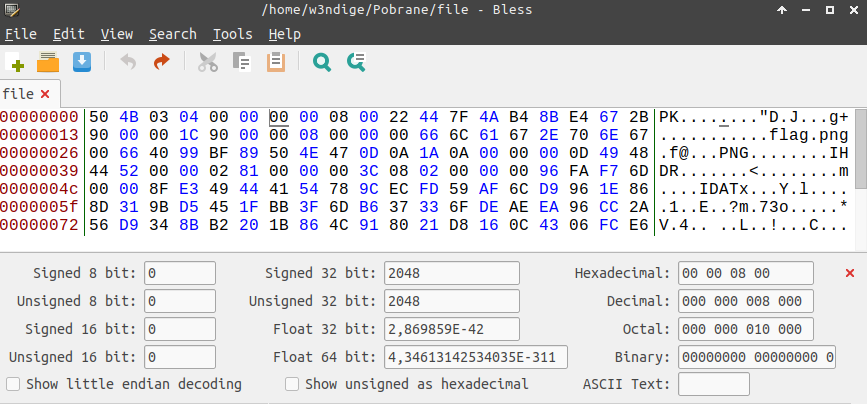 /home/w3ndige/Pobrane/file - Bless
File Edit View Search Tools Help
file
00000000 50 4B 03 04 00 00 00 00 08 00 22 44 7F 4A B4 8B E4 67 2B PK........"D.J...g+
00000013 90 00 00 1C 90 00 00 08 00 00 00 66 6C 61 67 2E 70 6E 67 ...........flag.png
00000026 00 66 40 99 BF 89 50 4E 47 0D 0A 1A 0A 00 00 00 0D 49 48 .f@...PNG........IH
00000039 44 52 00 00 02 81 00 00 00 3C 08 02 00 00 00 96 FA F7 6D DR.......<........m
0000004c 00 00 8F E3 49 44 41 54 78 9C EC FD 59 AF 6C D9 96 1E 86 ....IDATx...Y.l....
0000005f 8D 31 9B D5 45 1F BB 3F 6D B6 37 33 6F DE AE EA 96 CC 2A .1..E..?m.73o.....*
00000072 56 D9 34 8B B2 20 1B 86 4C 91 80 21 D8 16 0C 43 06 FC E6 V.4.. ..L..!...C...
Signed 8 bit: 0 Signed 32 bit: 2048 Hexadecimal: 00 00 08 00
Unsigned 8 bit: 0 Unsigned 32 bit: 2048 Decimal: 000 000 008 000
Signed 16 bit: 0 Float 32 bit: 2,869859E-42 Octal: 000 000 010 000
Unsigned 16 bit: 0 Float 64 bit: 4,34613142534035E-311 Binary: 00000000 00000000 0
Show little endian decoding Show unsigned as hexadecimal ASCII Text: